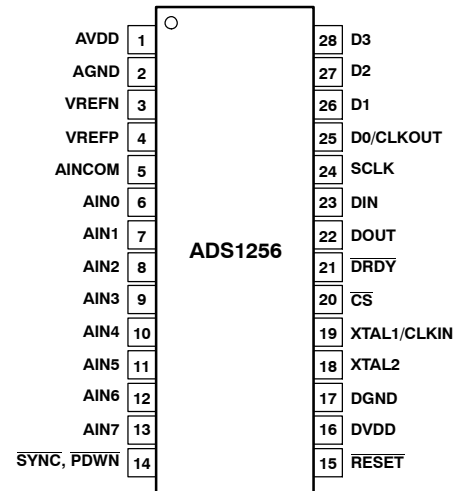 AVDD 1 28 D3
AGND 2 27 D2
VREFN 3 26 D1
VREFP 4 25 D0/CLKOUT
AINCOM 5 24 SCLK
AIN0 6 23 DIN
AIN1 7 22 DOUT
ADS1256
AIN2 8 21 DRDY
AIN3 9 20 CS
AIN4 10 19 XTAL1/CLKIN
AIN5 11 18 XTAL2
AIN6 12 17 DGND
AIN7 13 16 DVDD
SYNC, PDWN 14 15 RESET